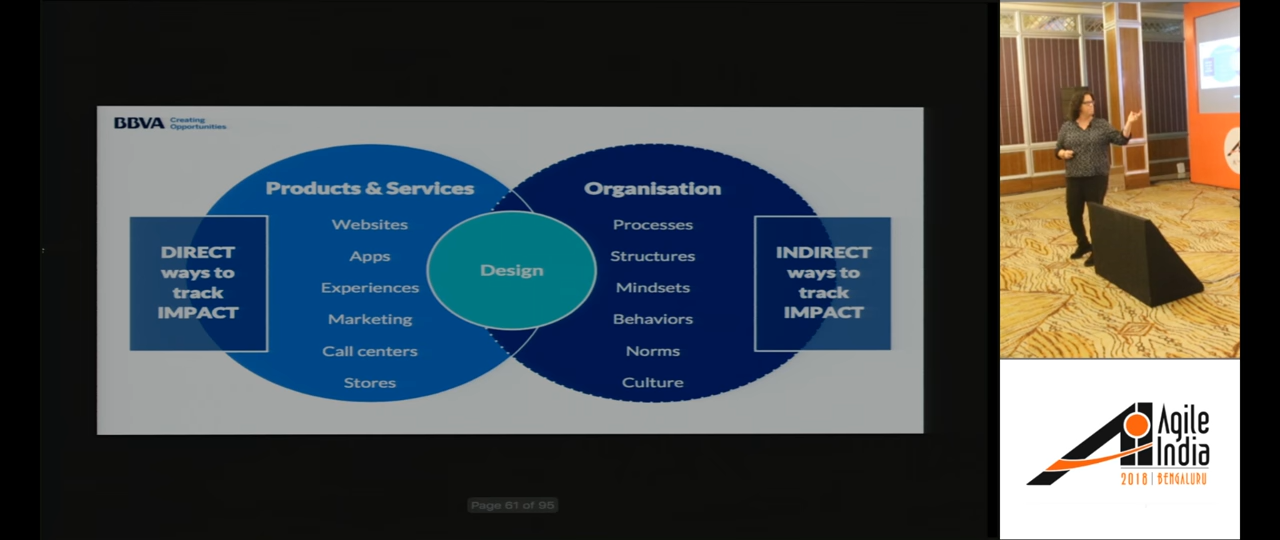 BBVA Creating
Opportunities
Products & Services
Websites
Apps
Experiences
Marketing
Call centers
Stores
DIRECT
ways to
track
IMPACT
Design
Organisation
Processes
Structures
Mindsets
Behaviors
Norms
Culture
INDIRECT
ways to
track
IMPACT
Page 61 of 95
Agile
India
2018 | BENGALURU